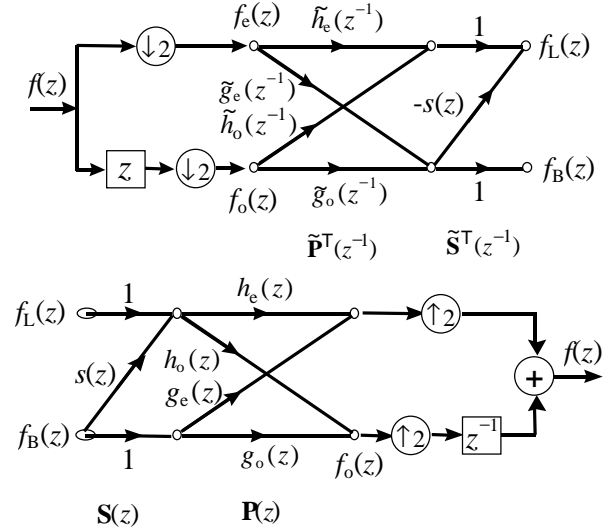 f_e(z) h̃_e(z⁻¹) 1 f_L(z)
↓2
f(z)
g̃_e(z⁻¹)
h̃_o(z⁻¹) -s(z)
z ↓2
f_o(z) g̃_o(z⁻¹) 1 f_B(z)
P̃ᵀ(z⁻¹) S̃ᵀ(z⁻¹)
f_L(z) 1 h_e(z) ↑2
s(z) h_o(z) f(z)
g_e(z) +
f_B(z) 1 g_o(z) f_o(z) ↑2 z⁻¹
S(z) P(z)